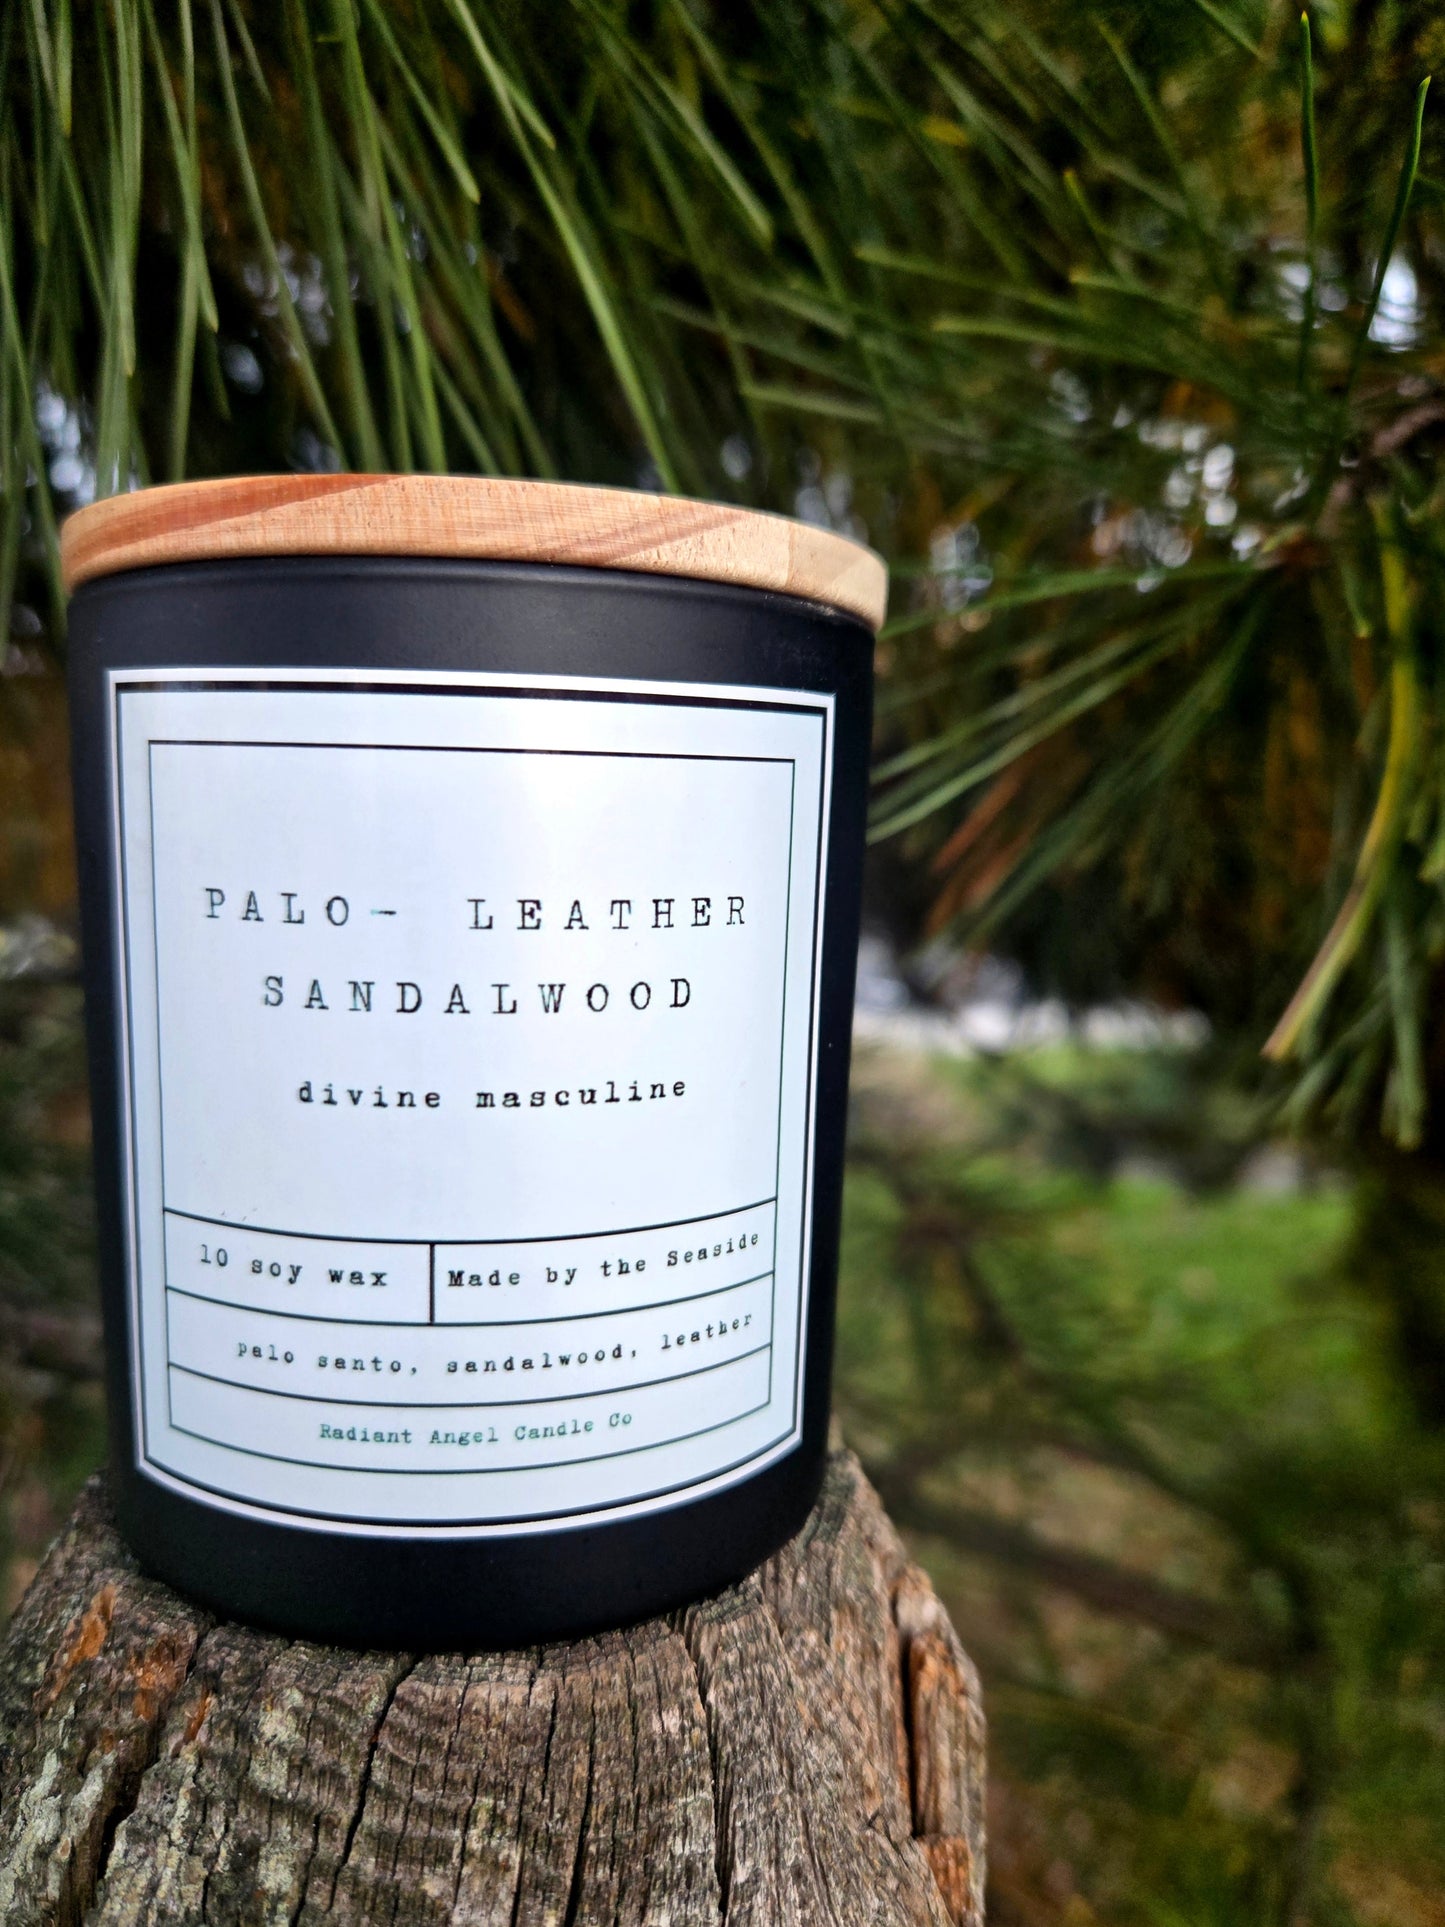 PALO- LEATHER
SANDALWOOD
divine masculine
10 soy wax
Made by the Seaside
palo santo, sandalwood, leather
Radiant Angel Candle Co